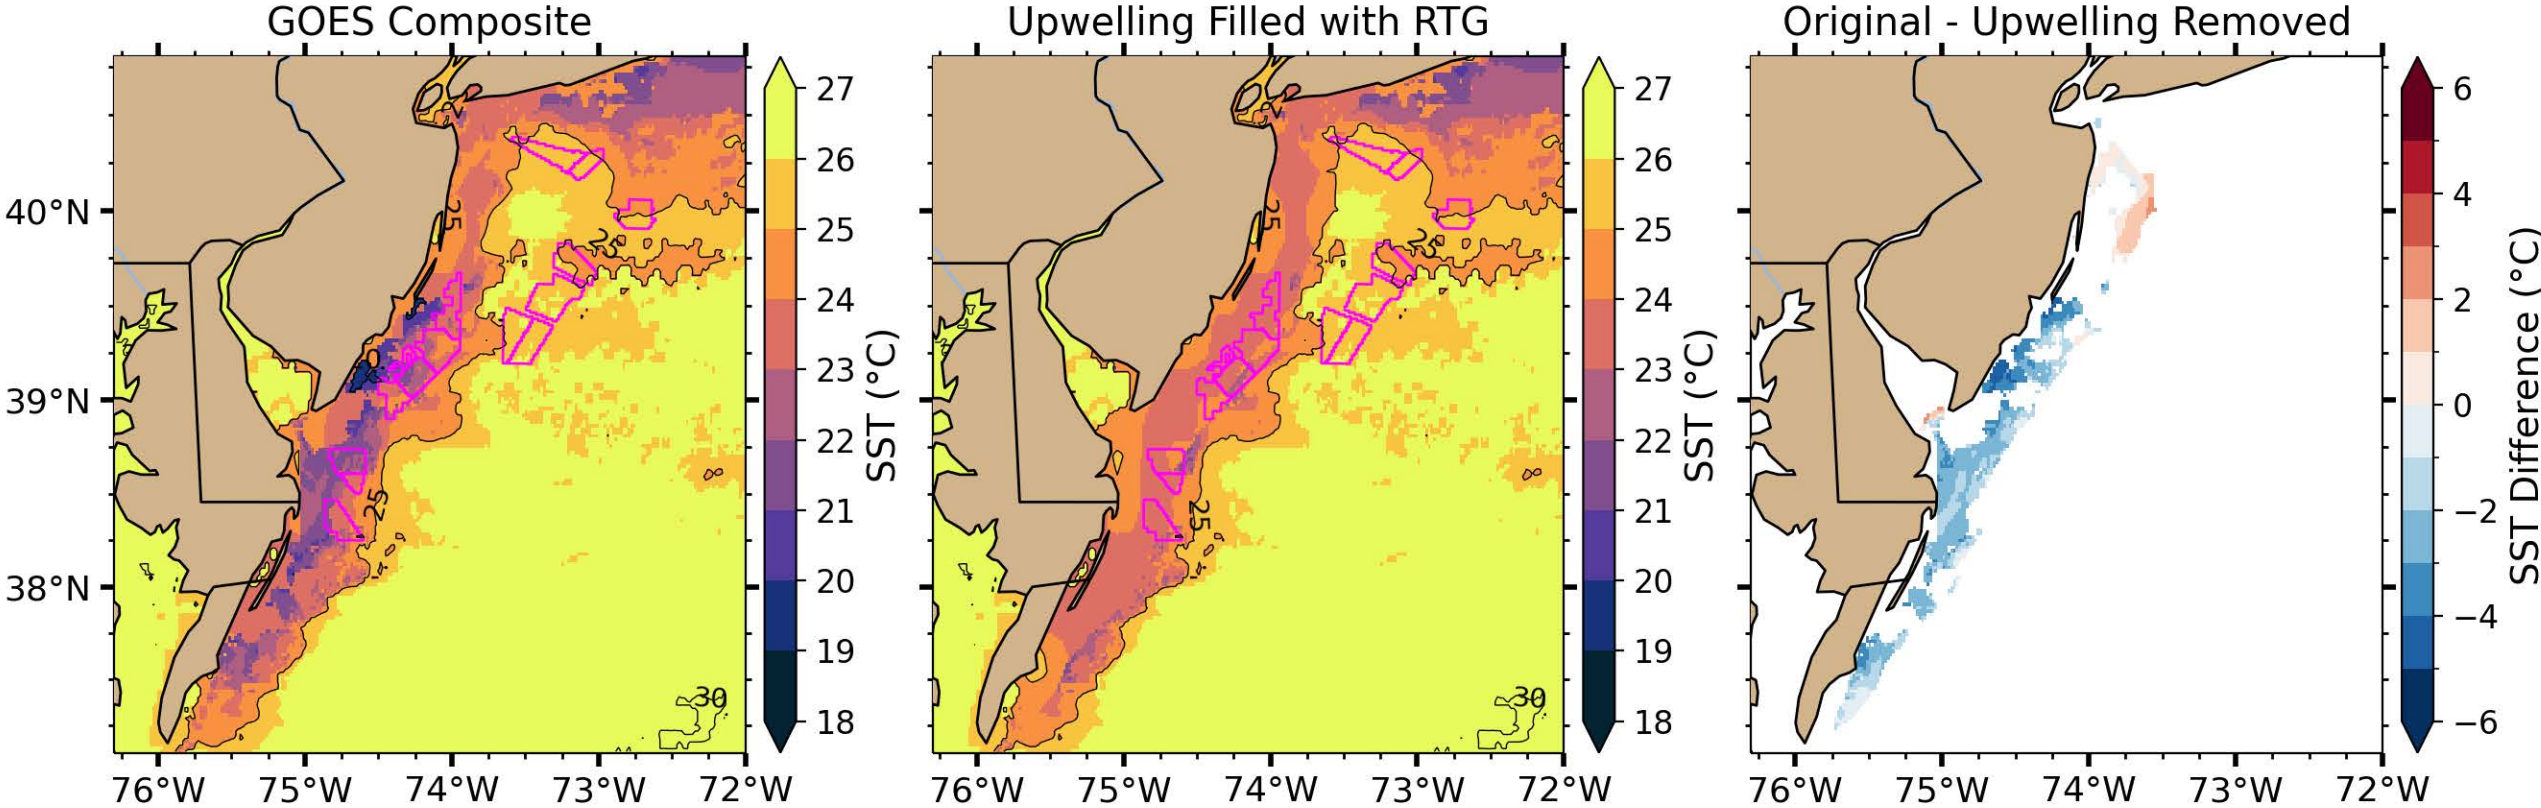 GOES Composite
Upwelling Filled with RTG
Original - Upwelling Removed
40°N
39°N
38°N
76°W 75°W 74°W 73°W 72°W
25
25
25
30
27
26
25
24
23
22
21
20
19
18
SST (°C)
76°W 75°W 74°W 73°W 72°W
25
25
25
30
27
26
25
24
23
22
21
20
19
18
SST (°C)
76°W 75°W 74°W 73°W 72°W
6
4
2
0
−2
−4
−6
SST Difference (°C)